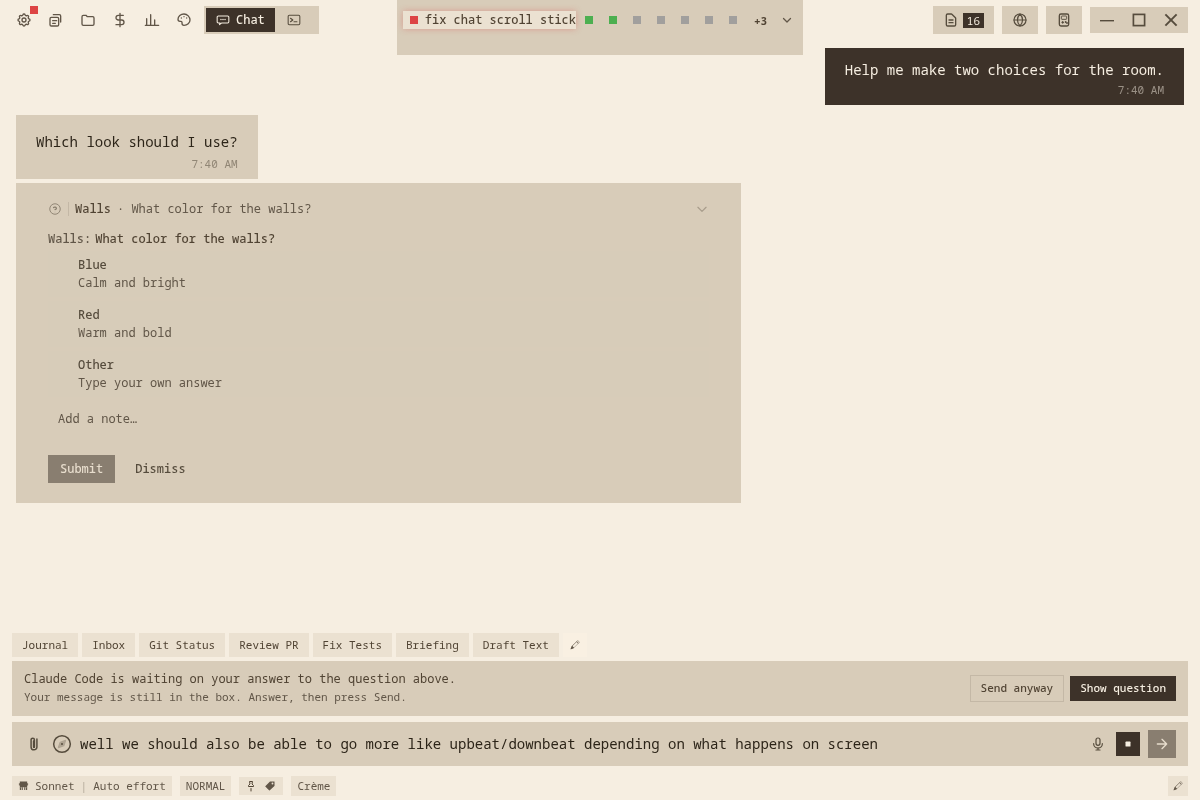 Chat
fix chat scroll stick
+3
16
Help me make two choices for the room.
7:40 AM
Which look should I use?
7:40 AM
Walls · What color for the walls?
Walls: What color for the walls?
Blue
Calm and bright
Red
Warm and bold
Other
Type your own answer
Add a note…
Submit
Dismiss
Journal
Inbox
Git Status
Review PR
Fix Tests
Briefing
Draft Text
Claude Code is waiting on your answer to the question above.
Your message is still in the box. Answer, then press Send.
Send anyway
Show question
well we should also be able to go more like upbeat/downbeat depending on what happens on screen
Sonnet | Auto effort
NORMAL
Crème